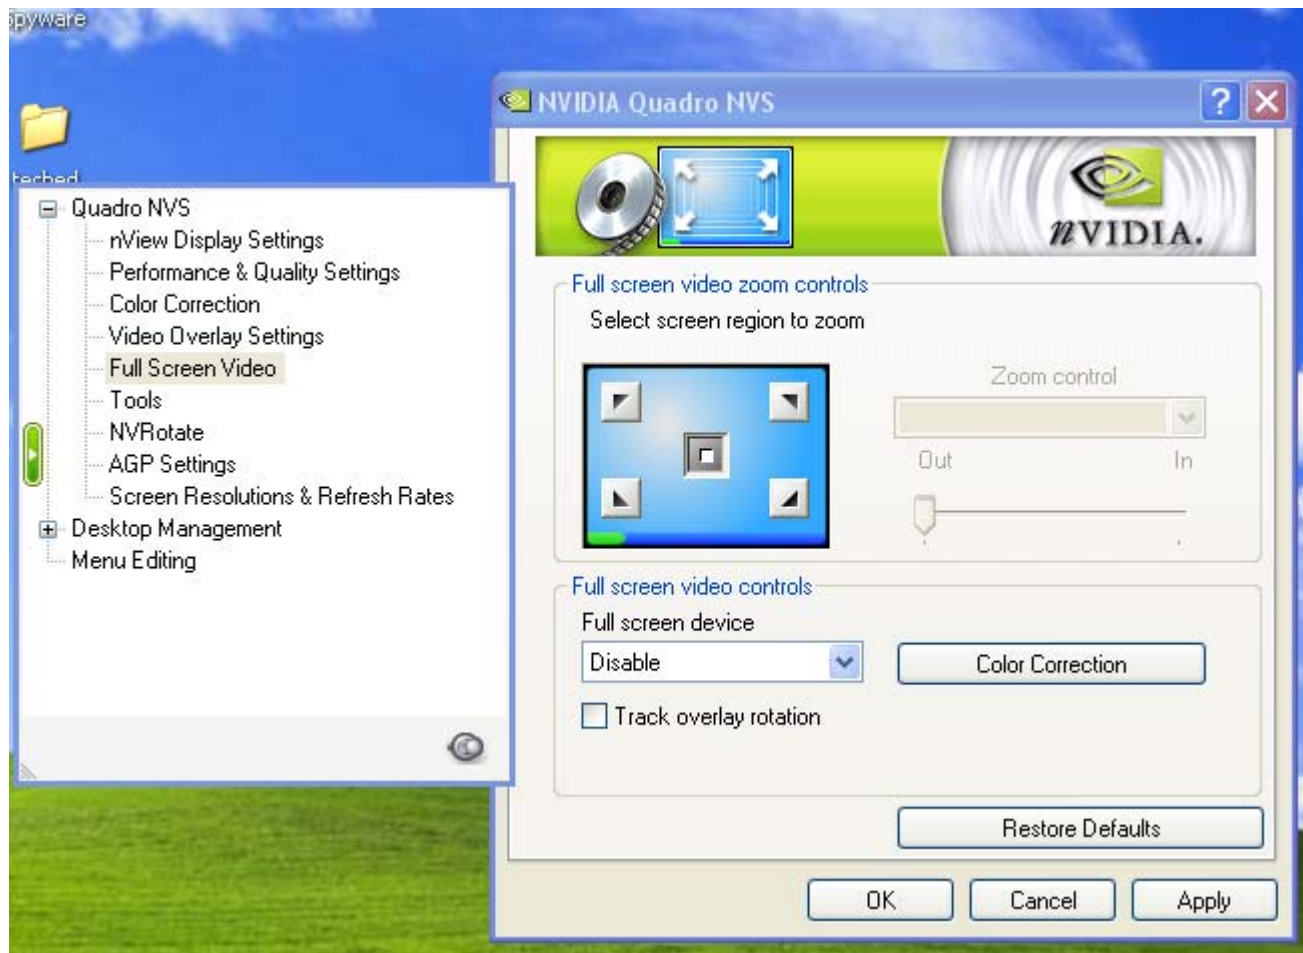 pyware
teched
NVIDIA Quadro NVS
nVIDIA.
Quadro NVS
nView Display Settings
Performance & Quality Settings
Color Correction
Video Overlay Settings
Full Screen Video
Tools
NVRotate
AGP Settings
Screen Resolutions & Refresh Rates
Desktop Management
Menu Editing
Full screen video zoom controls
Select screen region to zoom
Zoom control
Out In
Full screen video controls
Full screen device
Disable
Color Correction
Track overlay rotation
Restore Defaults
OK Cancel Apply